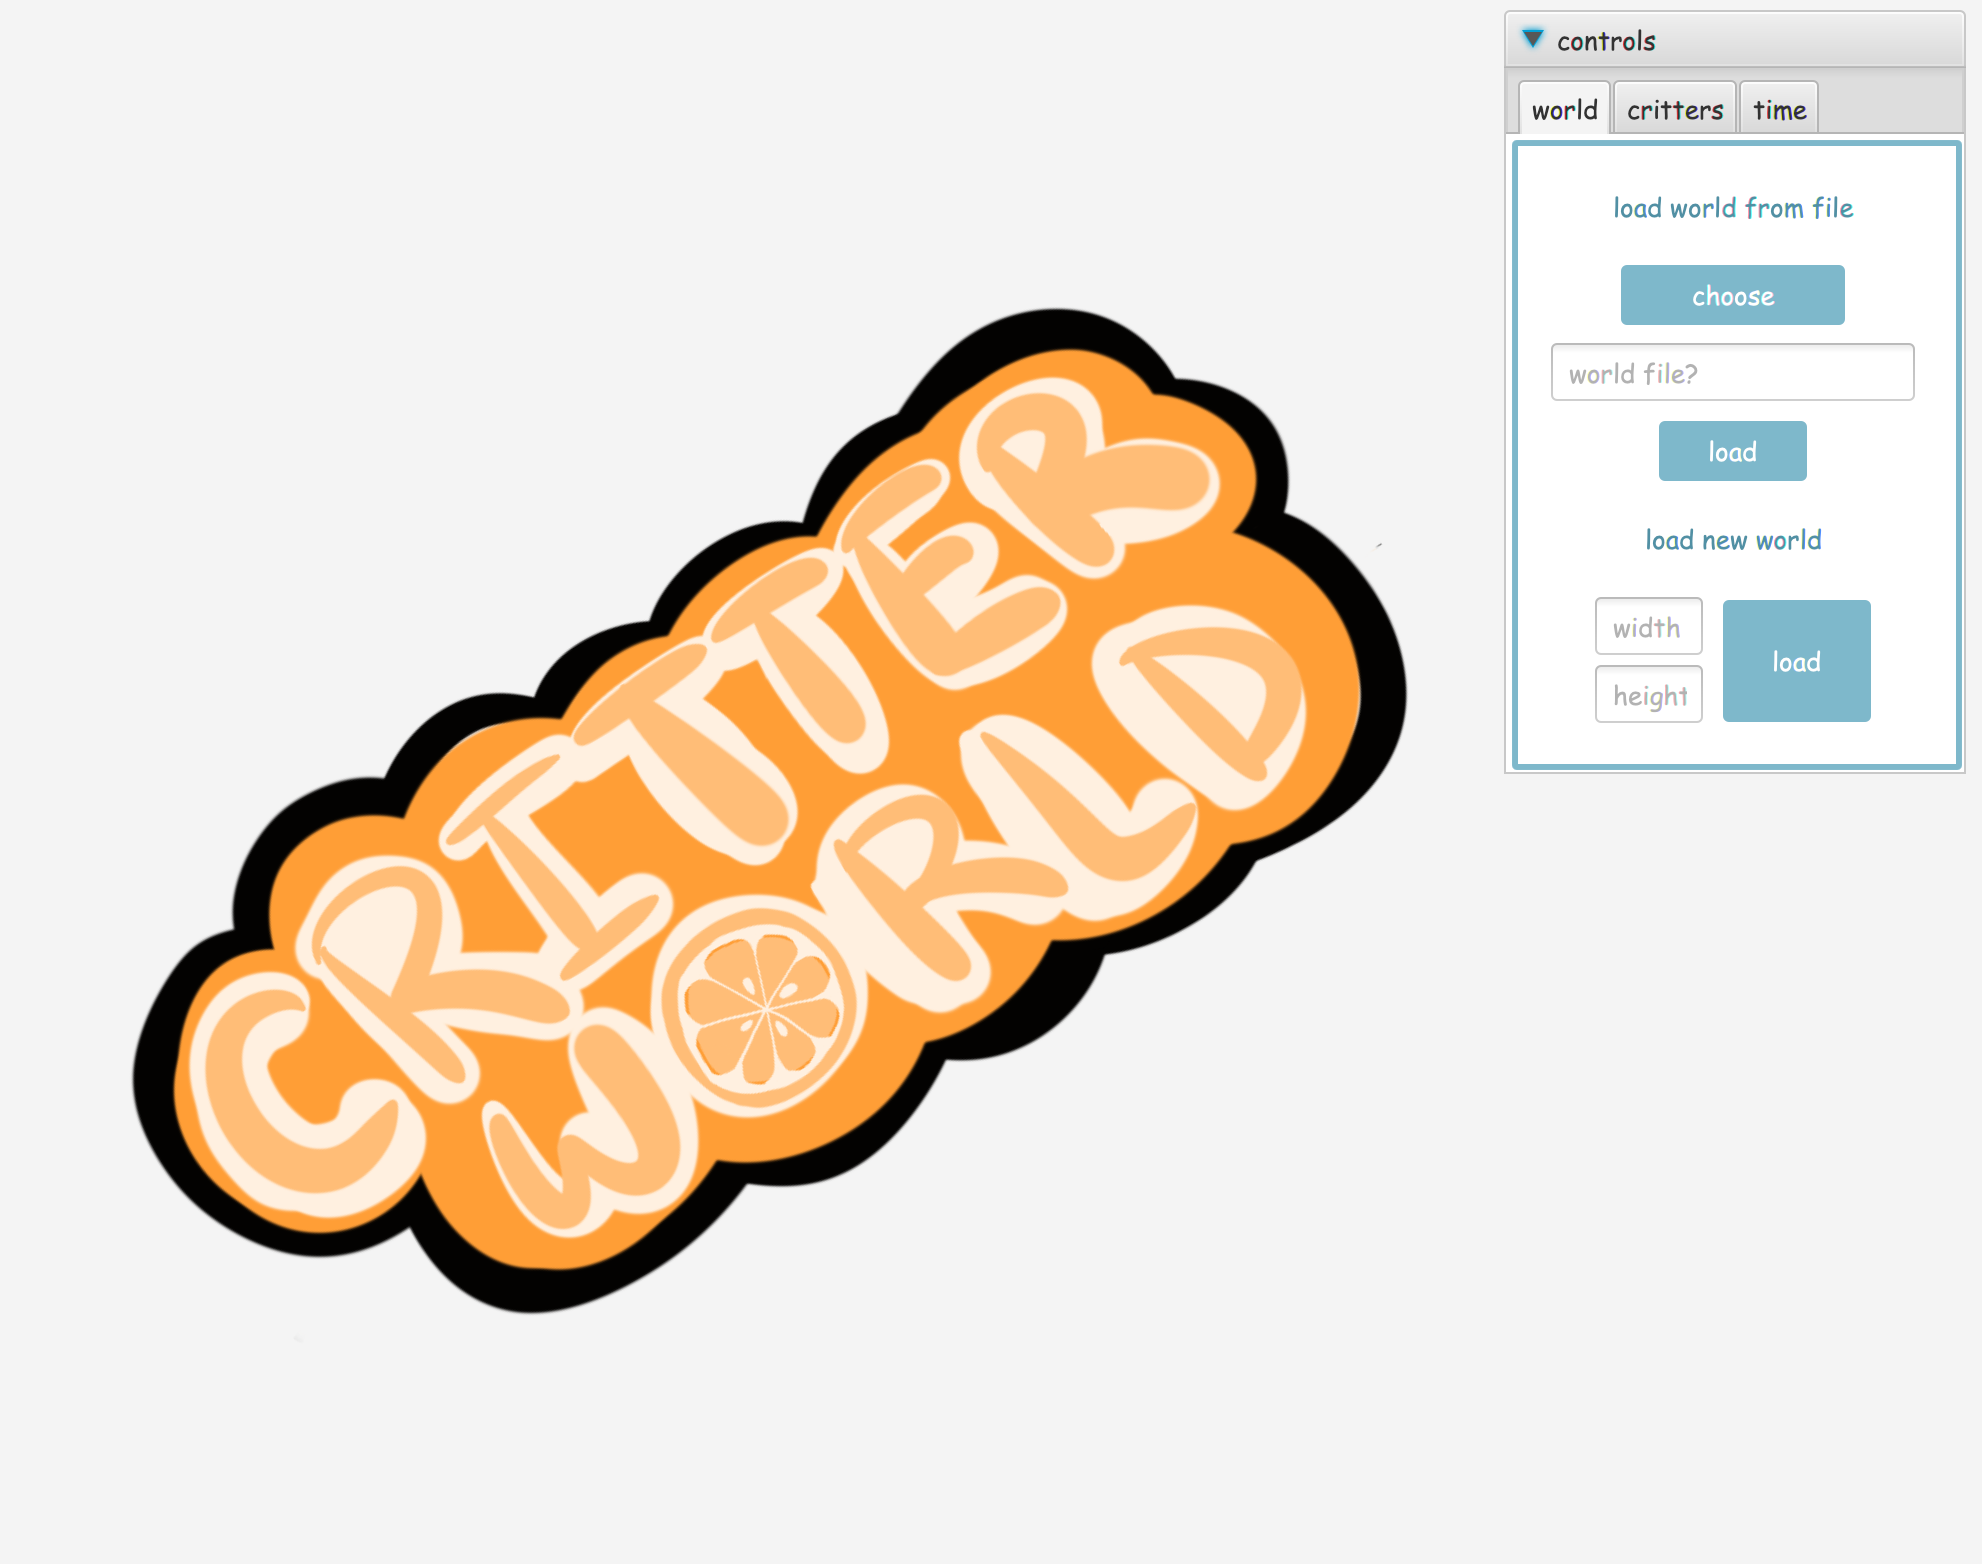 CRITTER
WORLD
controls
world critters time
load world from file
choose
world file?
load
load new world
width
height
load